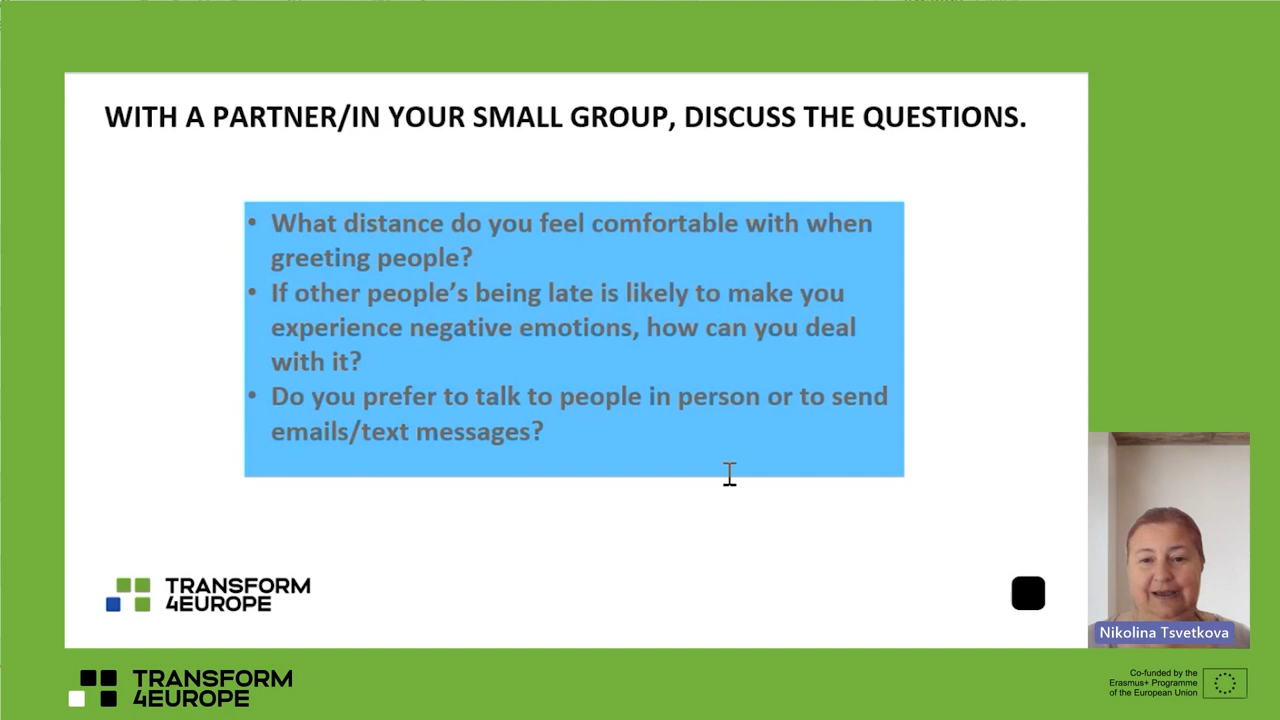 WITH A PARTNER/IN YOUR SMALL GROUP, DISCUSS THE QUESTIONS.
• What distance do you feel comfortable with when
greeting people?
• If other people's being late is likely to make you
experience negative emotions, how can you deal
with it?
• Do you prefer to talk to people in person or to send
emails/text messages?
TRANSFORM
4EUROPE
Nikolina Tsvetkova
TRANSFORM
4EUROPE
Co-funded by the
Erasmus+ Programme
of the European Union